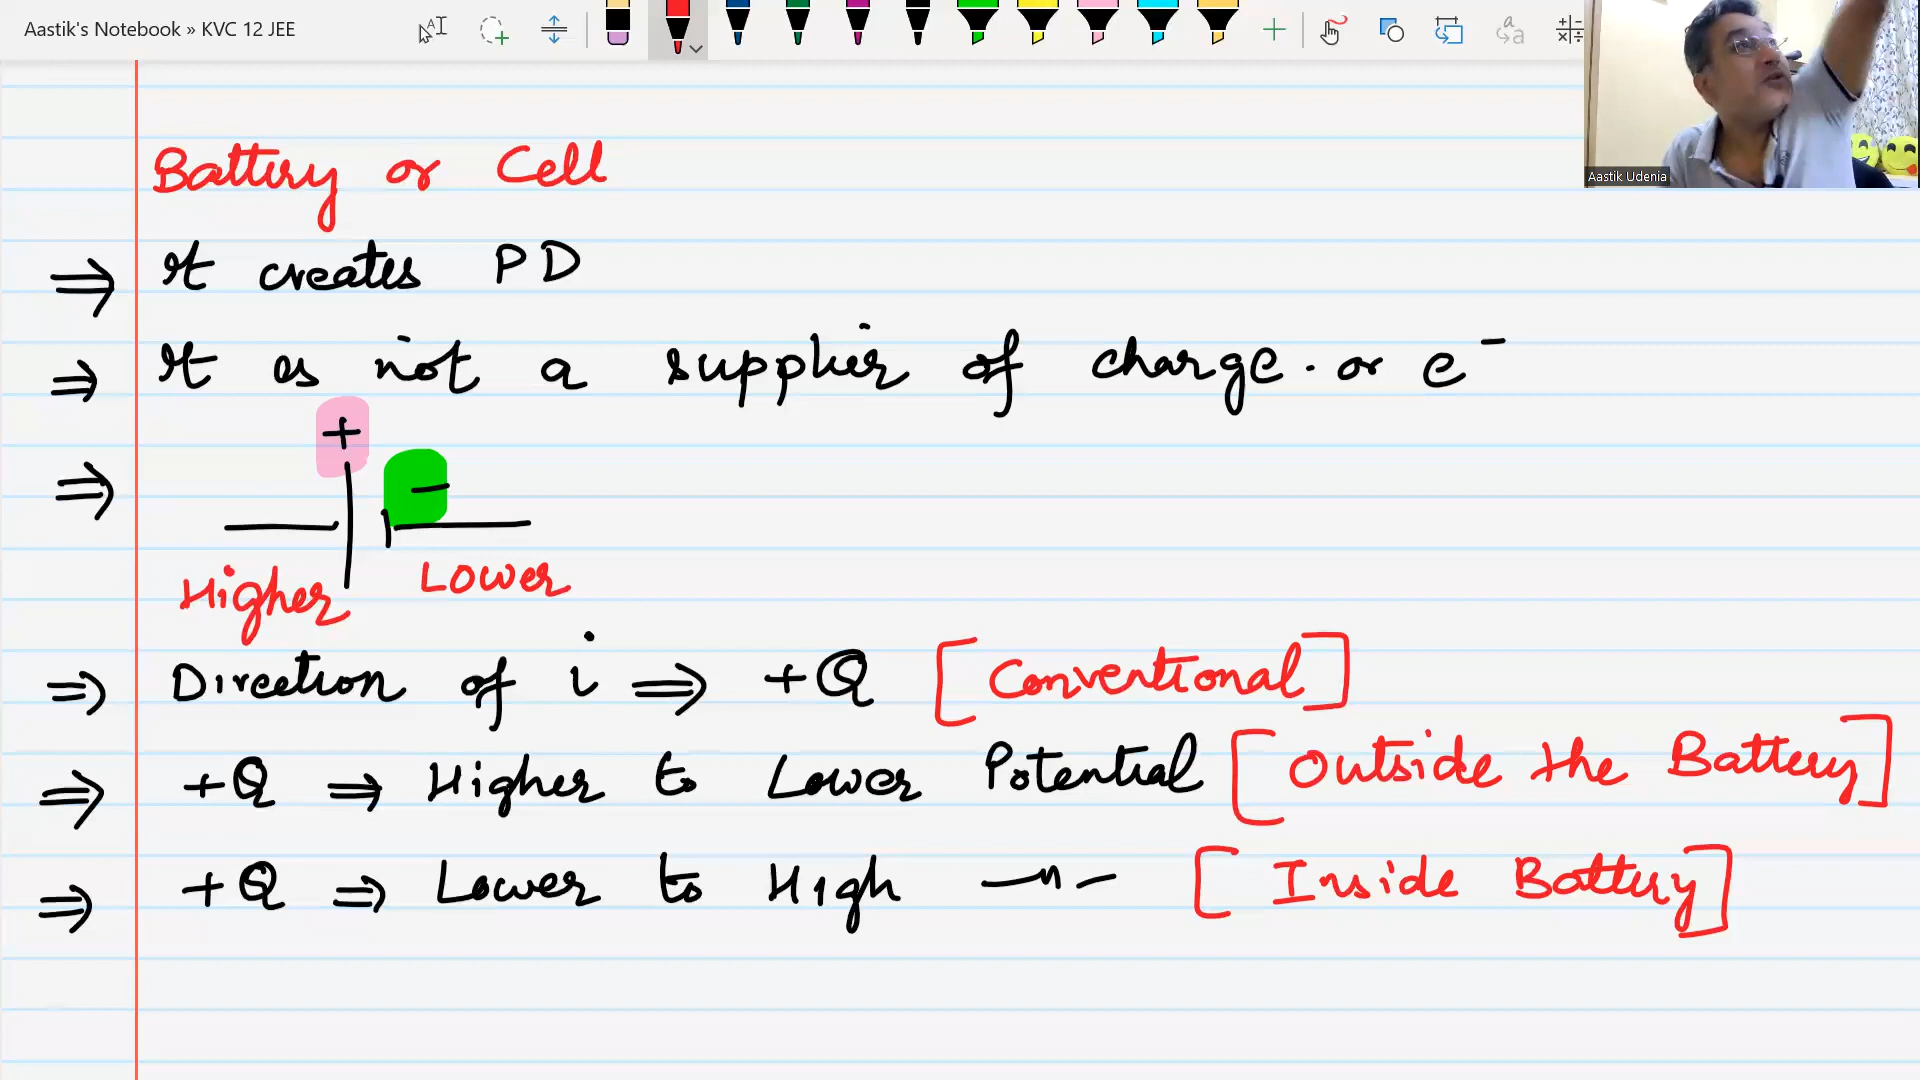 Aastik's Notebook » KVC 12 JEE
Aastik Udenia
Battery or Cell
⇒ It creates PD
⇒ It is not a supplier of charge. or e⁻
⇒ + −
Higher Lower
⇒ Direction of i ⇒ +Q [Conventional]
⇒ +Q ⇒ Higher to Lower Potential [Outside the Battery]
⇒ +Q ⇒ Lower to High —〃— [Inside Battery]